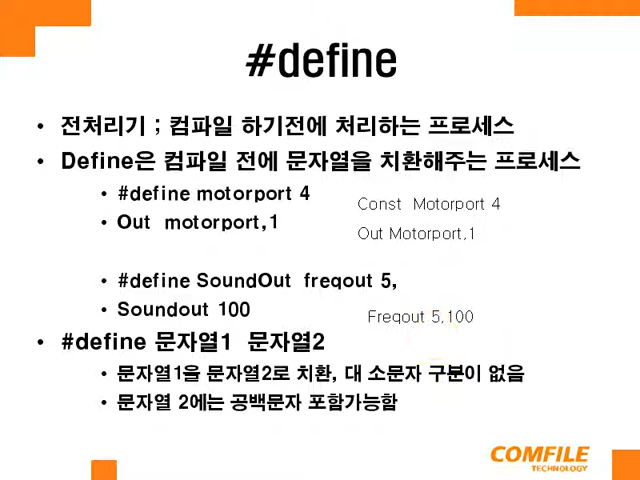 #define
• 전처리기 ; 컴파일 하기전에 처리하는 프로세스
• Define은 컴파일 전에 문자열을 치환해주는 프로세스
• #define motorport 4
Const Motorport 4
• Out motorport,1
Out Motorport,1
• #define SoundOut freqout 5,
• Soundout 100
Freqout 5,100
• #define 문자열1 문자열2
• 문자열1을 문자열2로 치환, 대 소문자 구분이 없음
• 문자열 2에는 공백문자 포함가능함
COMFILE
TECHNOLOGY